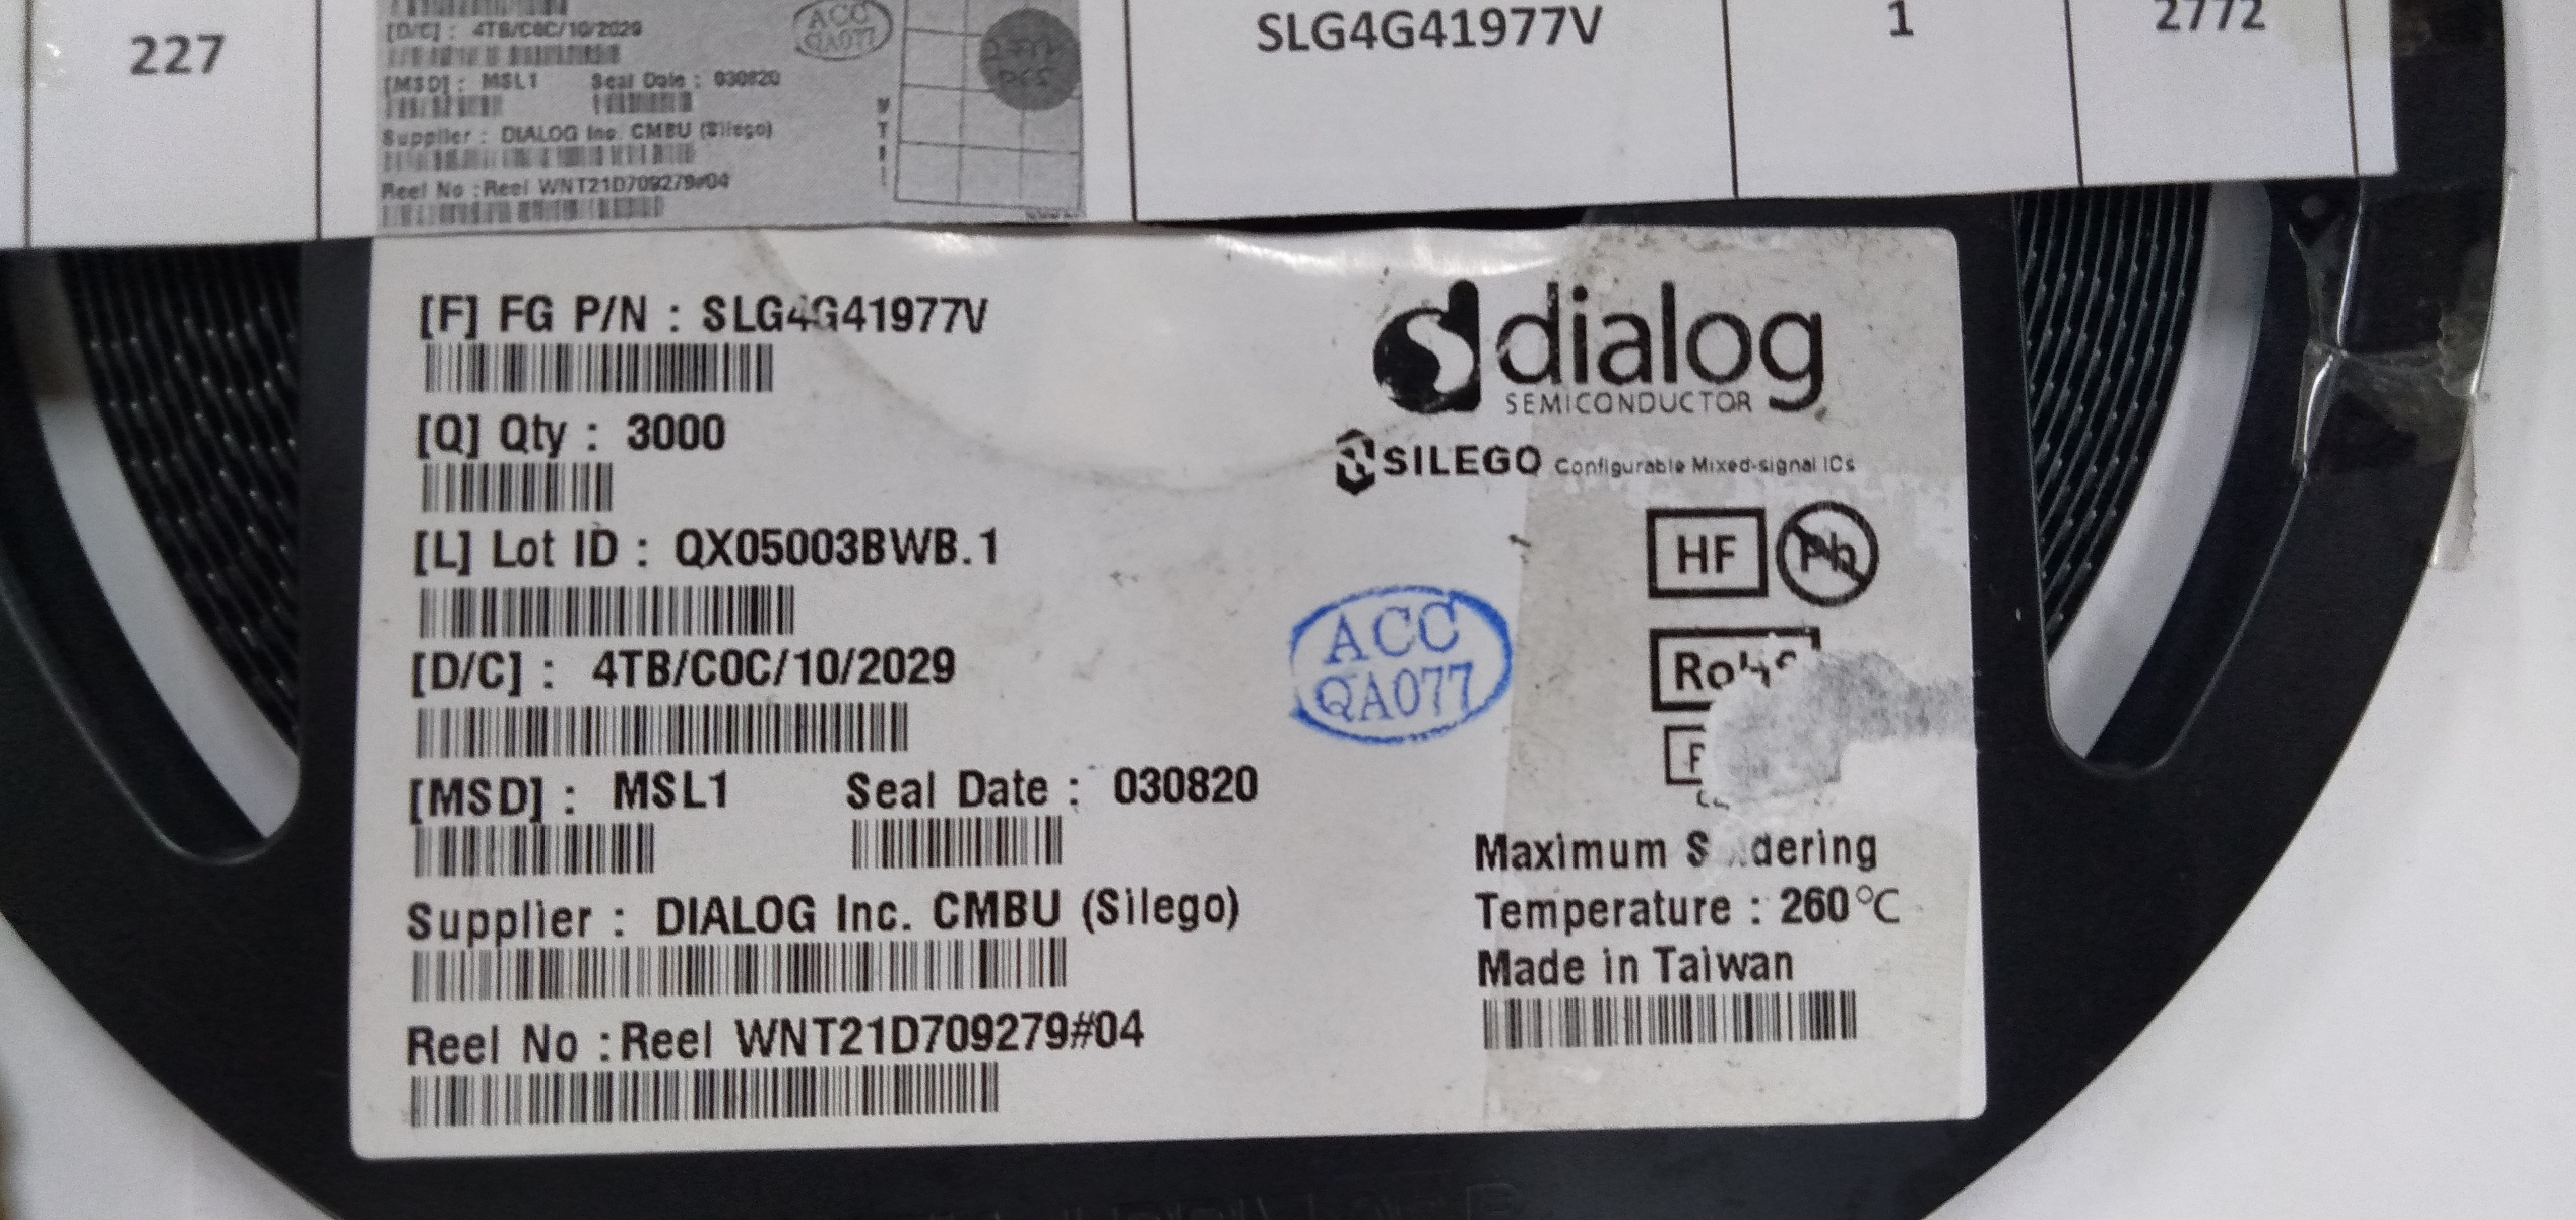 227
[D/C] : 4TB/C0C/10/2029
ACC
QA077
[MSD] : MSL1 Seal Date : 030820
Supplier : DIALOG Inc. CMBU (Silego)
Reel No : Reel WNT21D709279#04
SLG4G41977V
1
2772
[F] FG P/N : SLG4G41977V
[Q] Qty : 3000
[L] Lot ID : QX05003BWB.1
[D/C] : 4TB/C0C/10/2029
[MSD] : MSL1 Seal Date : 030820
Supplier : DIALOG Inc. CMBU (Silego)
Reel No : Reel WNT21D709279#04
dialog
SEMICONDUCTOR
SILEGO Configurable Mixed-signal ICs
HF Pb
RoHS
ACC
QA077
Maximum S dering
Temperature : 260°C
Made in Taiwan